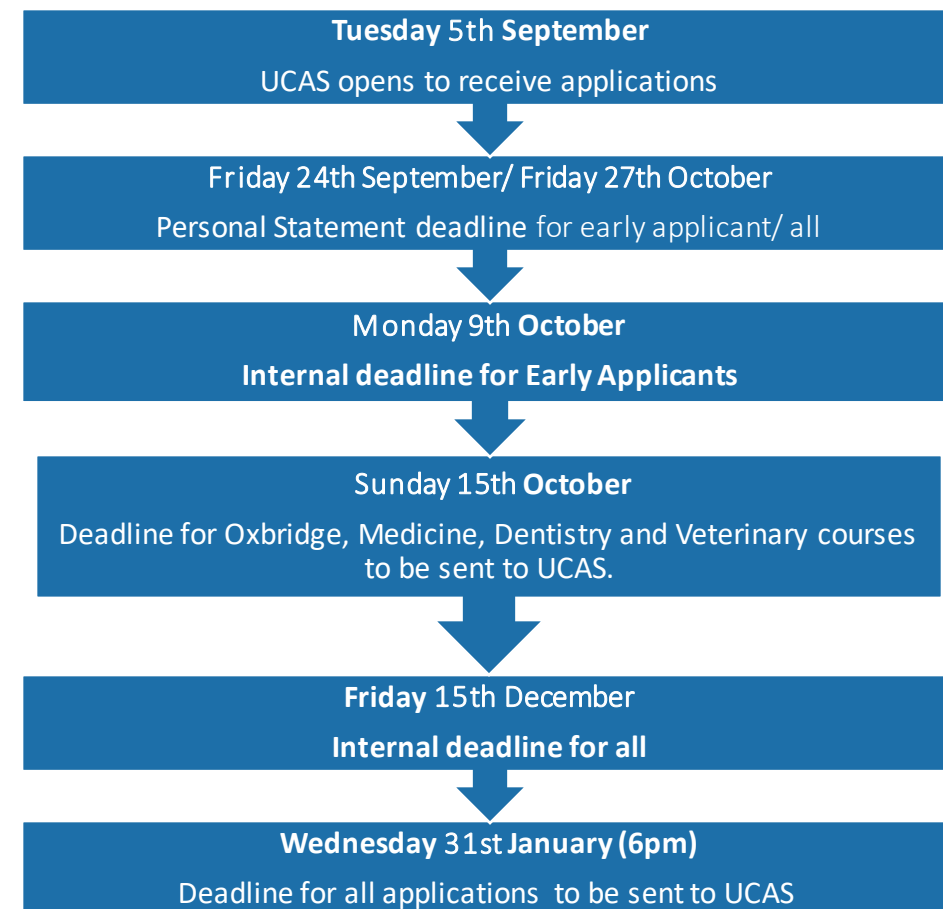 Tuesday 5th September
UCAS opens to receive applications
Friday 24th September/ Friday 27th October
Personal Statement deadline for early applicant/ all
Monday 9th October
Internal deadline for Early Applicants
Sunday 15th October
Deadline for Oxbridge, Medicine, Dentistry and Veterinary courses
to be sent to UCAS.
Friday 15th December
Internal deadline for all
Wednesday 31st January (6pm)
Deadline for all applications to be sent to UCAS